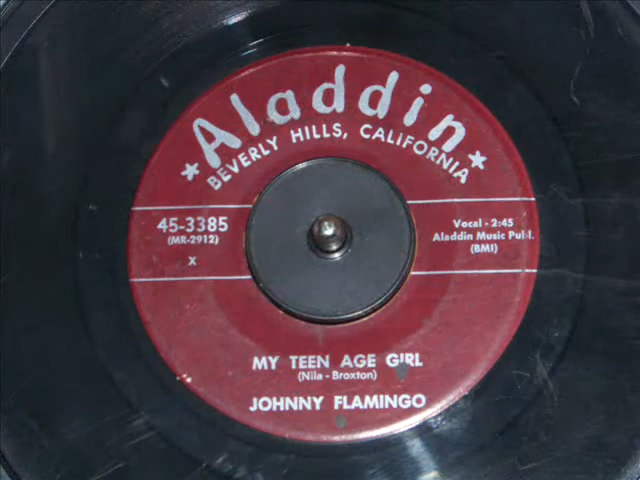 Aladdin
★ BEVERLY HILLS, CALIFORNIA ★
45-3385
(MR-2912)
X
Vocal - 2:45
Aladdin Music Publ.
(BMI)
MY TEEN AGE GIRL
(Nila - Broxton)
JOHNNY FLAMINGO